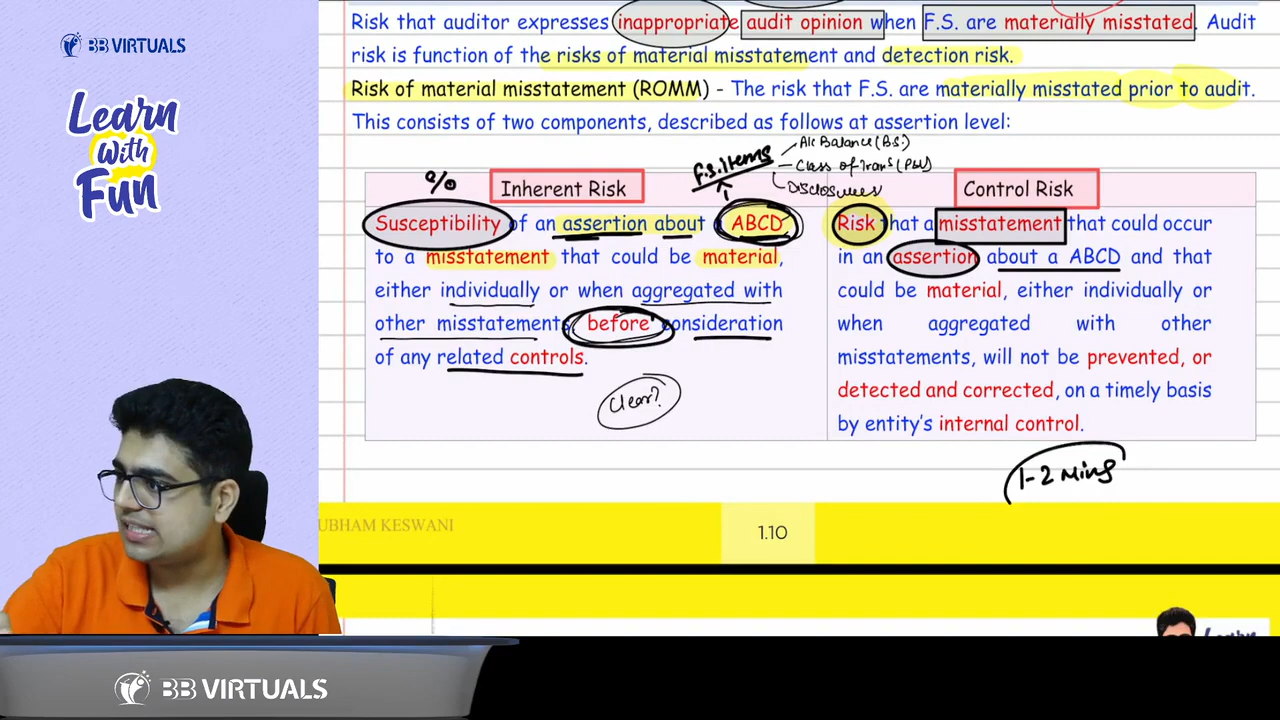 BB VIRTUALS
Learn
With
Fun
Risk that auditor expresses inappropriate audit opinion when F.S. are materially misstated. Audit
risk is function of the risks of material misstatement and detection risk.
Risk of material misstatement (ROMM) - The risk that F.S. are materially misstated prior to audit.
This consists of two components, described as follows at assertion level:
F.S. items
A/c Balance (B.S.)
Class of Trans (P&L)
Disclosures
%
Inherent Risk
Susceptibility of an assertion about a ABCD
to a misstatement that could be material,
either individually or when aggregated with
other misstatements, before consideration
of any related controls.
Clear?
Control Risk
Risk that a misstatement that could occur
in an assertion about a ABCD and that
could be material, either individually or
when aggregated with other
misstatements, will not be prevented, or
detected and corrected, on a timely basis
by entity's internal control.
1-2 Mins
UBHAM KESWANI
1.10
Learn
BB VIRTUALS